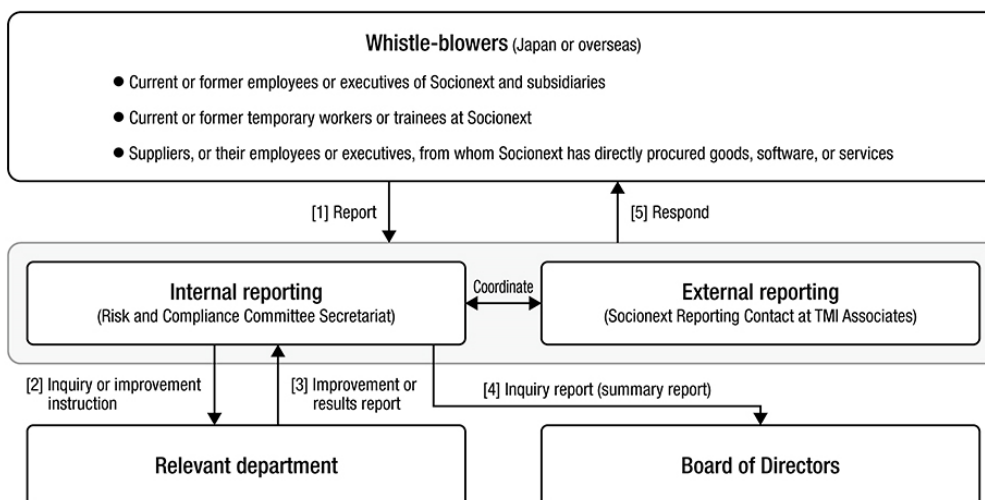 Whistle-blowers (Japan or overseas)
● Current or former employees or executives of Socionext and subsidiaries
● Current or former temporary workers or trainees at Socionext
● Suppliers, or their employees or executives, from whom Socionext has directly procured goods, software, or services
[1] Report
[5] Respond
Internal reporting
(Risk and Compliance Committee Secretariat)
Coordinate
External reporting
(Socionext Reporting Contact at TMI Associates)
[2] Inquiry or improvement
instruction
[3] Improvement or
results report
[4] Inquiry report (summary report)
Relevant department
Board of Directors